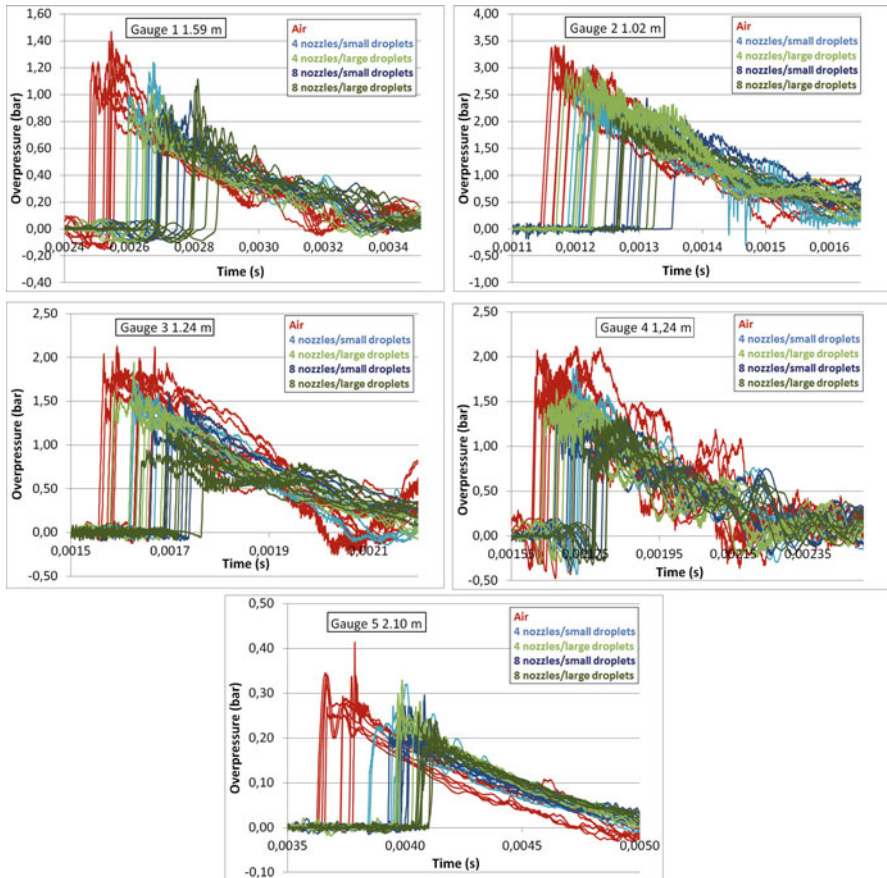 Gauge 1 1.59 m
Air
4 nozzles/small droplets
4 nozzles/large droplets
8 nozzles/small droplets
8 nozzles/large droplets
Overpressure (bar)
1,60
1,40
1,20
1,00
0,80
0,60
0,40
0,20
0,00
-0,20
-0,40
0,0024 0,0026 0,0028 0,0030 0,0032 0,0034
Time (s)
Gauge 2 1.02 m
Air
4 nozzles/small droplets
4 nozzles/large droplets
8 nozzles/small droplets
8 nozzles/large droplets
Overpressure (bar)
4,00
3,50
3,00
2,50
2,00
1,50
1,00
0,50
0,00
-0,50
-1,00
0,0011 0,0012 0,0013 0,0014 0,0015 0,0016
Time (s)
Gauge 3 1.24 m
Air
4 nozzles/small droplets
4 nozzles/large droplets
8 nozzles/small droplets
8 nozzles/large droplets
Overpressure (bar)
2,50
2,00
1,50
1,00
0,50
0,00
-0,50
0,0015 0,0017 0,0019 0,0021
Time (s)
Gauge 4 1,24 m
Air
4 nozzles/small droplets
4 nozzles/large droplets
8 nozzles/small droplets
8 nozzles/large droplets
Overpressure (bar)
2,50
2,00
1,50
1,00
0,50
0,00
-0,50
0,00155 0,00175 0,00195 0,00215 0,00235
Time (s)
Gauge 5 2.10 m
Air
4 nozzles/small droplets
4 nozzles/large droplets
8 nozzles/small droplets
8 nozzles/large droplets
Overpressure (bar)
0,50
0,40
0,30
0,20
0,10
0,00
-0,10
0,0035 0,0040 0,0045 0,0050
Time (s)